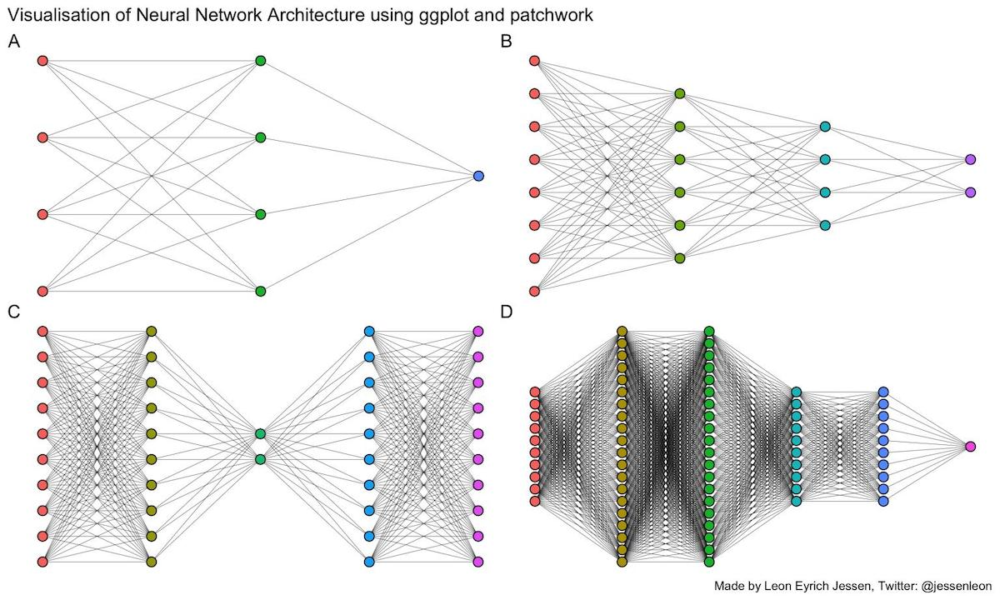 Visualisation of Neural Network Architecture using ggplot and patchwork
A
B
C
D
Made by Leon Eyrich Jessen, Twitter: @jessenleon